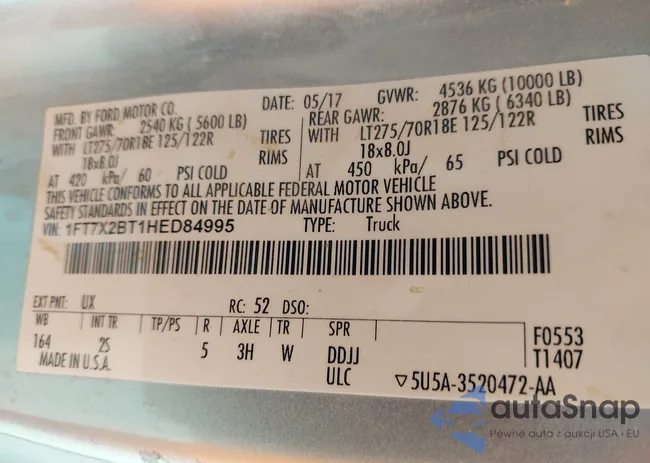 MFD. BY FORD MOTOR CO. DATE: 05/17 GVWR: 4536 KG (10000 LB)
FRONT GAWR: 2540 KG (5600 LB) REAR GAWR: 2876 KG (6340 LB)
WITH LT275/70R18E 125/122R TIRES WITH LT275/70R18E 125/122R TIRES
18x8.0J RIMS 18x8.0J RIMS
AT 420 kPa/ 60 PSI COLD AT 450 kPa/ 65 PSI COLD
THIS VEHICLE CONFORMS TO ALL APPLICABLE FEDERAL MOTOR VEHICLE
SAFETY STANDARDS IN EFFECT ON THE DATE OF MANUFACTURE SHOWN ABOVE.
VIN: 1FT7X2BT1HED84995 TYPE: Truck
EXT PNT: UX RC: 52 DSO:
WB INT TR TP/PS R AXLE TR SPR F0553
164 2S 5 3H W DDJJ T1407
MADE IN U.S.A. ULC ▽5U5A-3520472-AA
autoSnap
Pewne auta z aukcji USA i EU